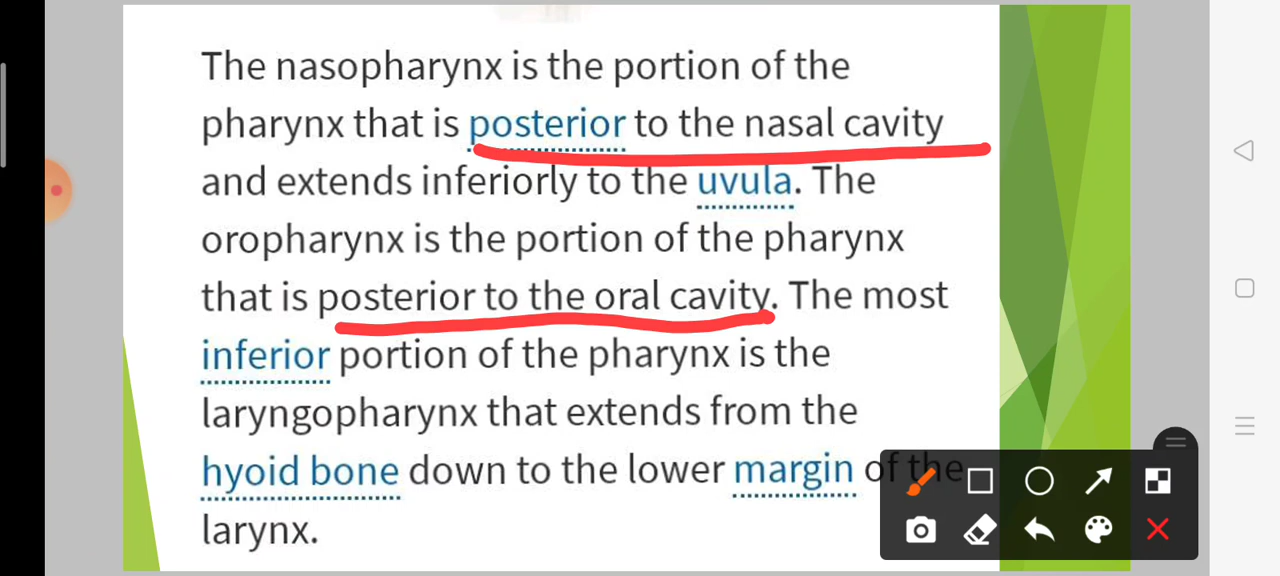 The nasopharynx is the portion of the
pharynx that is posterior to the nasal cavity
and extends inferiorly to the uvula. The
oropharynx is the portion of the pharynx
that is posterior to the oral cavity. The most
inferior portion of the pharynx is the
laryngopharynx that extends from the
hyoid bone down to the lower margin of the
larynx.